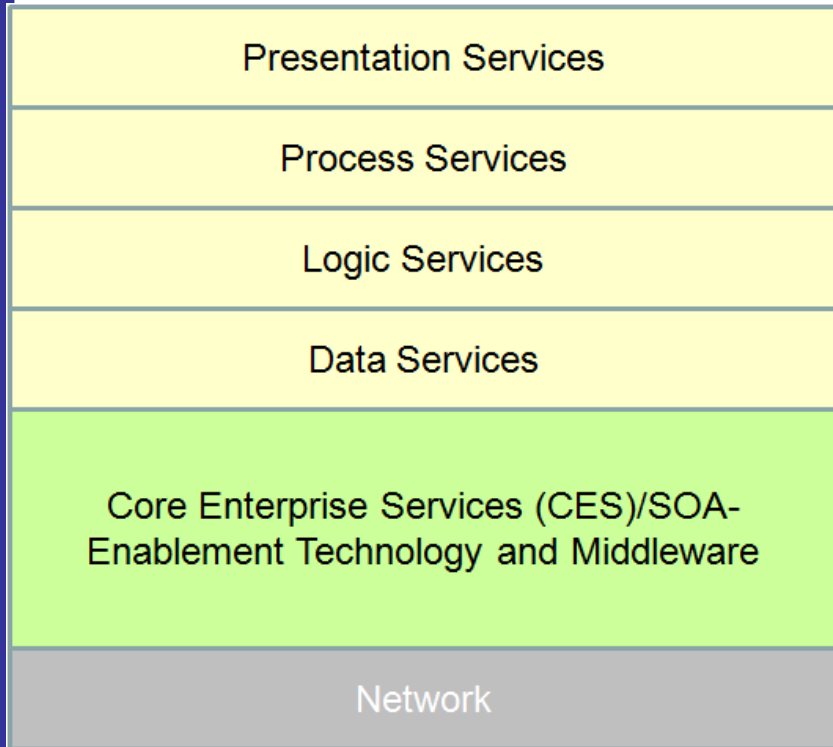 Presentation Services
Process Services
Logic Services
Data Services
Core Enterprise Services (CES)/SOA-
Enablement Technology and Middleware
Network